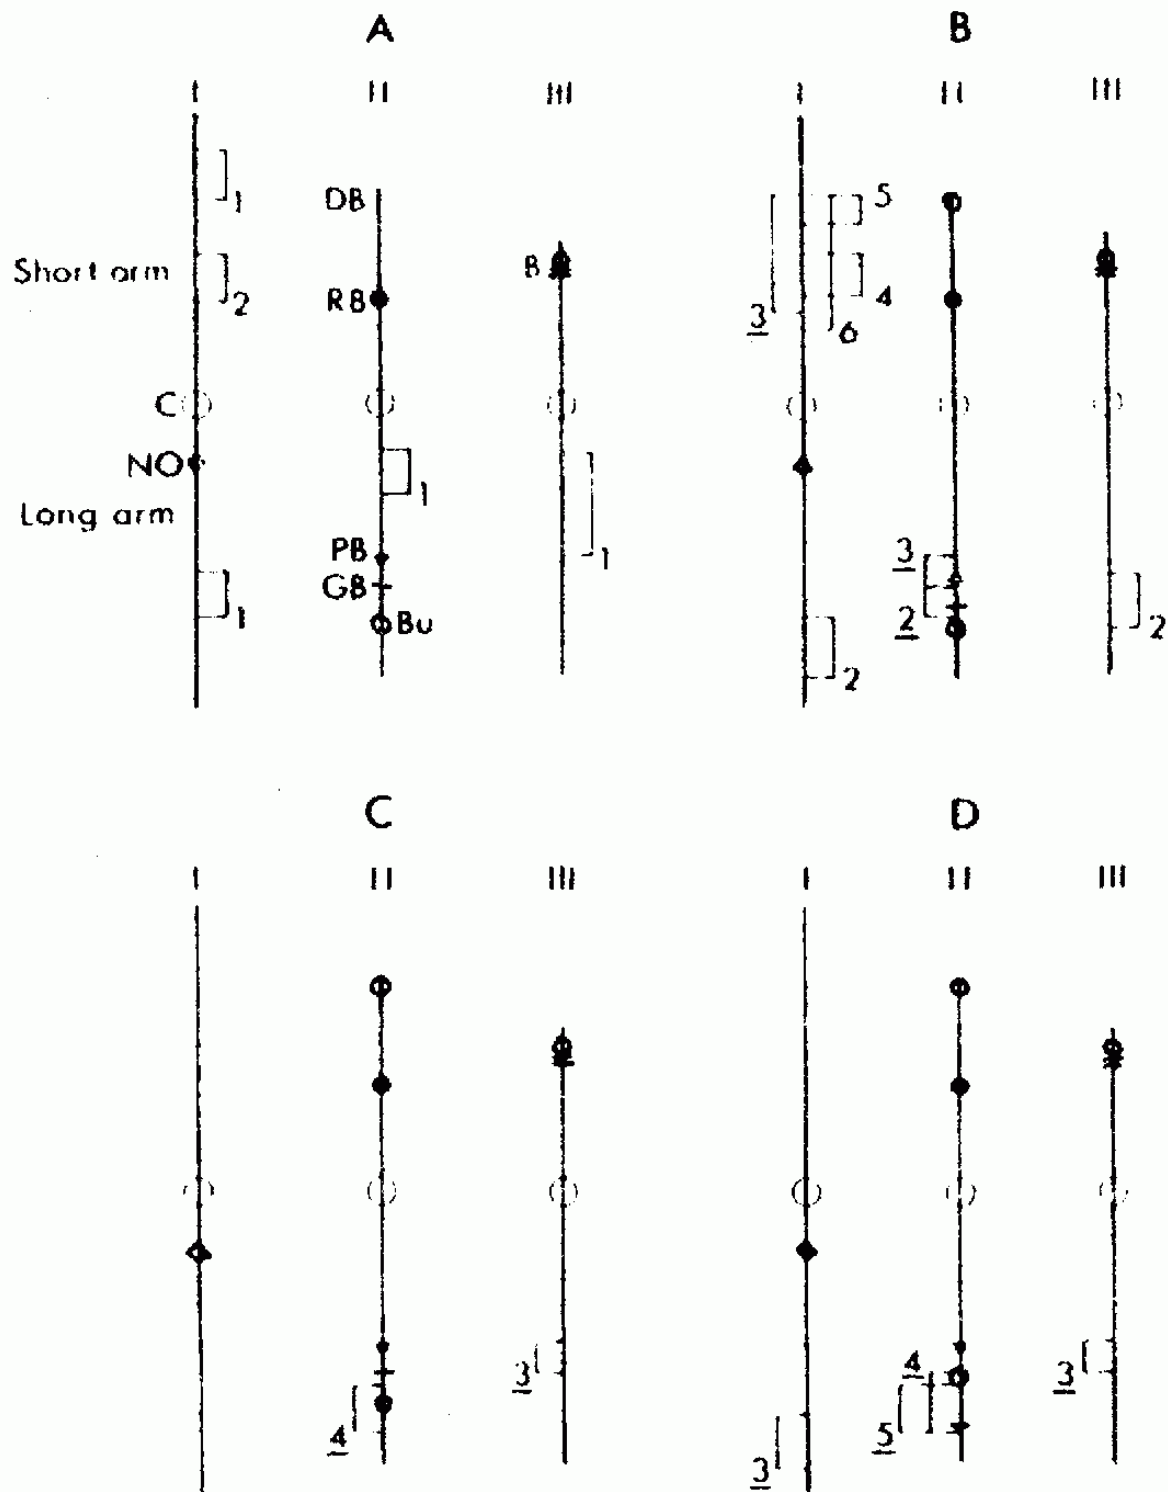 A B
I II III I II III
1 DB 5
Short arm B
2 RB 3 6 4
C
NO
1
Long arm
PB 1 3
GB
1 Bu 2 2 2
C D
I II III I II III
3 4 3
4 5
3